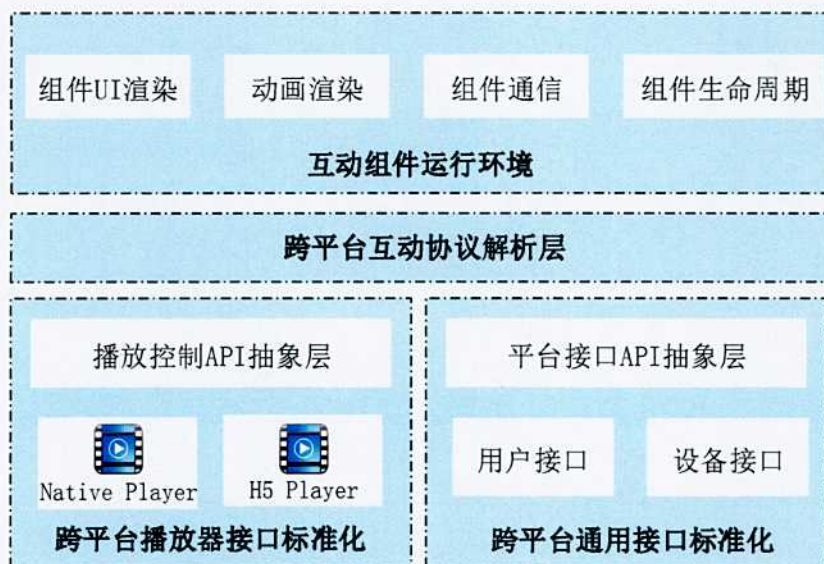 组件UI渲染 动画渲染 组件通信 组件生命周期
互动组件运行环境
跨平台互动协议解析层
播放控制API抽象层
Native Player H5 Player
跨平台播放器接口标准化
平台接口API抽象层
用户接口 设备接口
跨平台通用接口标准化